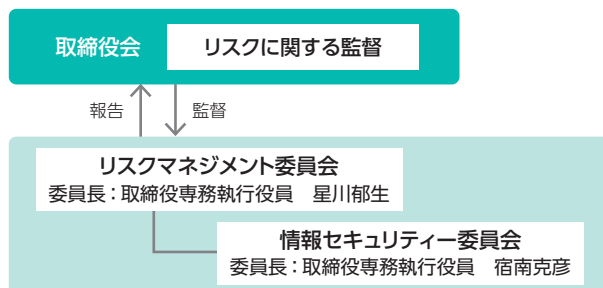 取締役会 リスクに関する監督
報告 監督
リスクマネジメント委員会
委員長：取締役専務執行役員　星川郁生
情報セキュリティー委員会
委員長：取締役専務執行役員　宿南克彦